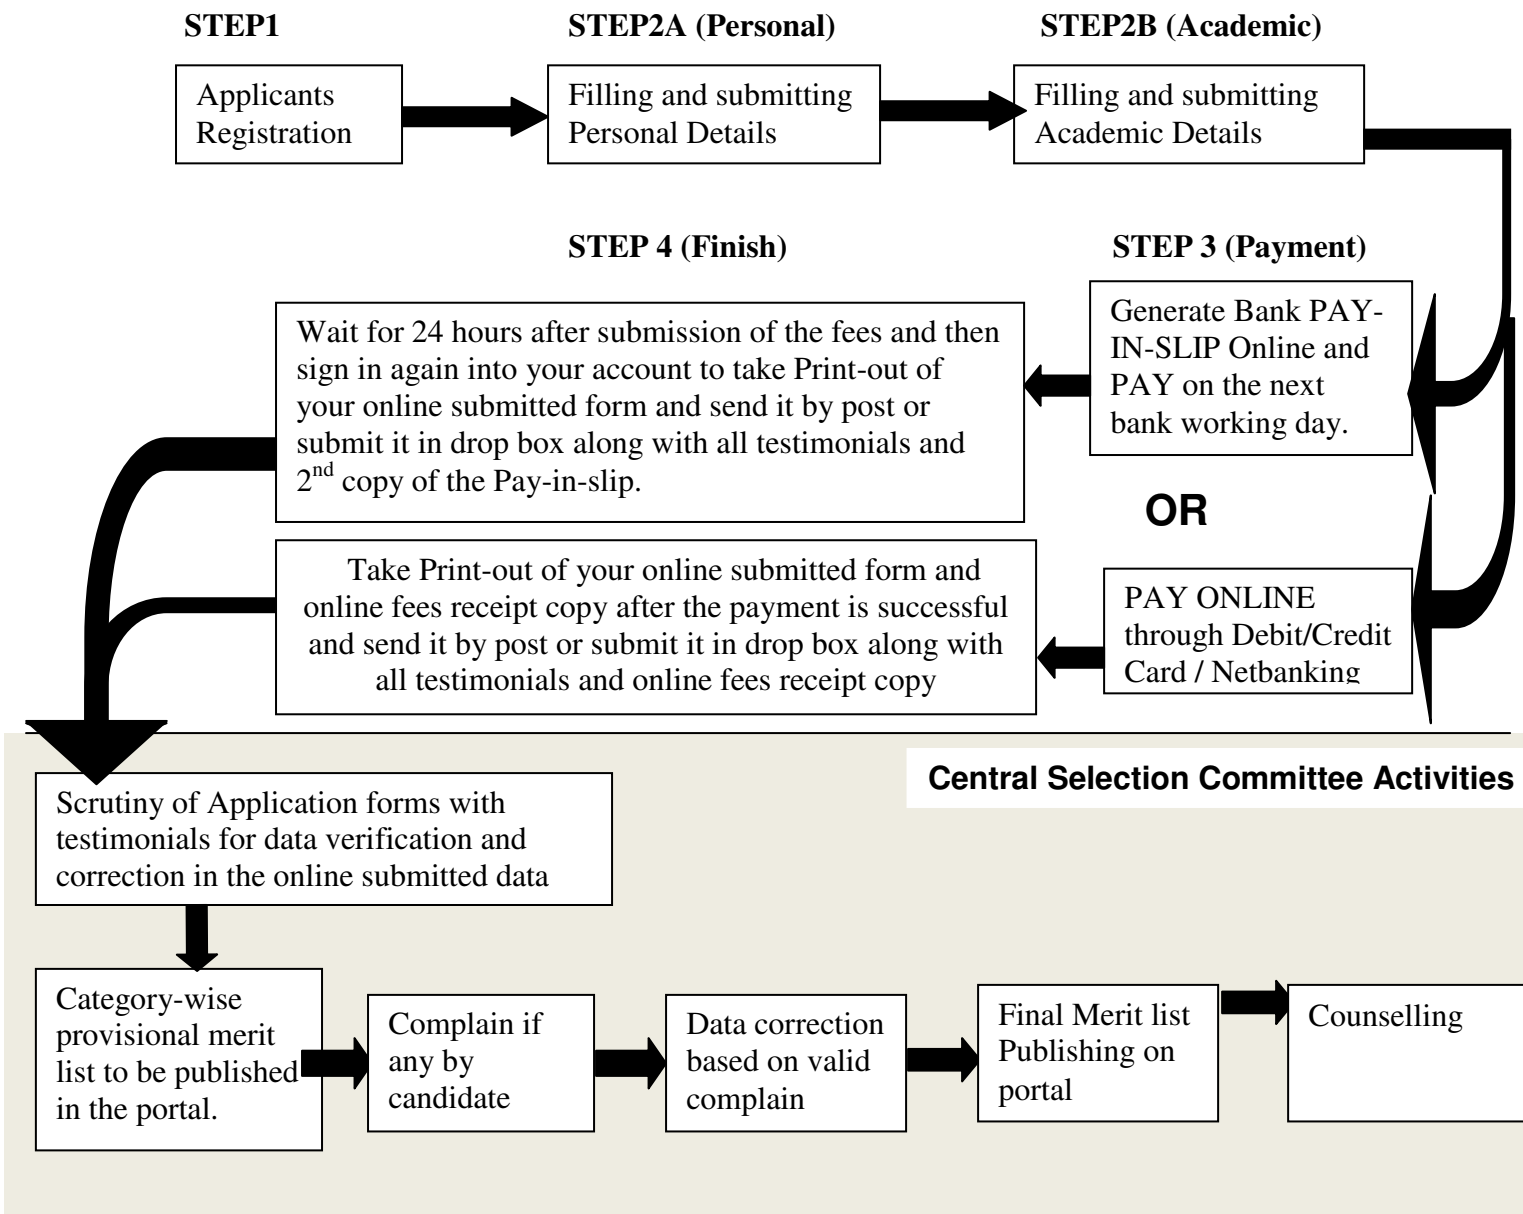 STEP1
STEP2A (Personal)
STEP2B (Academic)
Applicants
Registration
Filling and submitting
Personal Details
Filling and submitting
Academic Details
STEP 4 (Finish)
STEP 3 (Payment)
Generate Bank PAY-
IN-SLIP Online and
PAY on the next
bank working day.
Wait for 24 hours after submission of the fees and then
sign in again into your account to take Print-out of
your online submitted form and send it by post or
submit it in drop box along with all testimonials and
2nd copy of the Pay-in-slip.
OR
PAY ONLINE
through Debit/Credit
Card / Netbanking
Take Print-out of your online submitted form and
online fees receipt copy after the payment is successful
and send it by post or submit it in drop box along with
all testimonials and online fees receipt copy
Central Selection Committee Activities
Scrutiny of Application forms with
testimonials for data verification and
correction in the online submitted data
Category-wise
provisional merit
list to be published
in the portal.
Complain if
any by
candidate
Data correction
based on valid
complain
Final Merit list
Publishing on
portal
Counselling